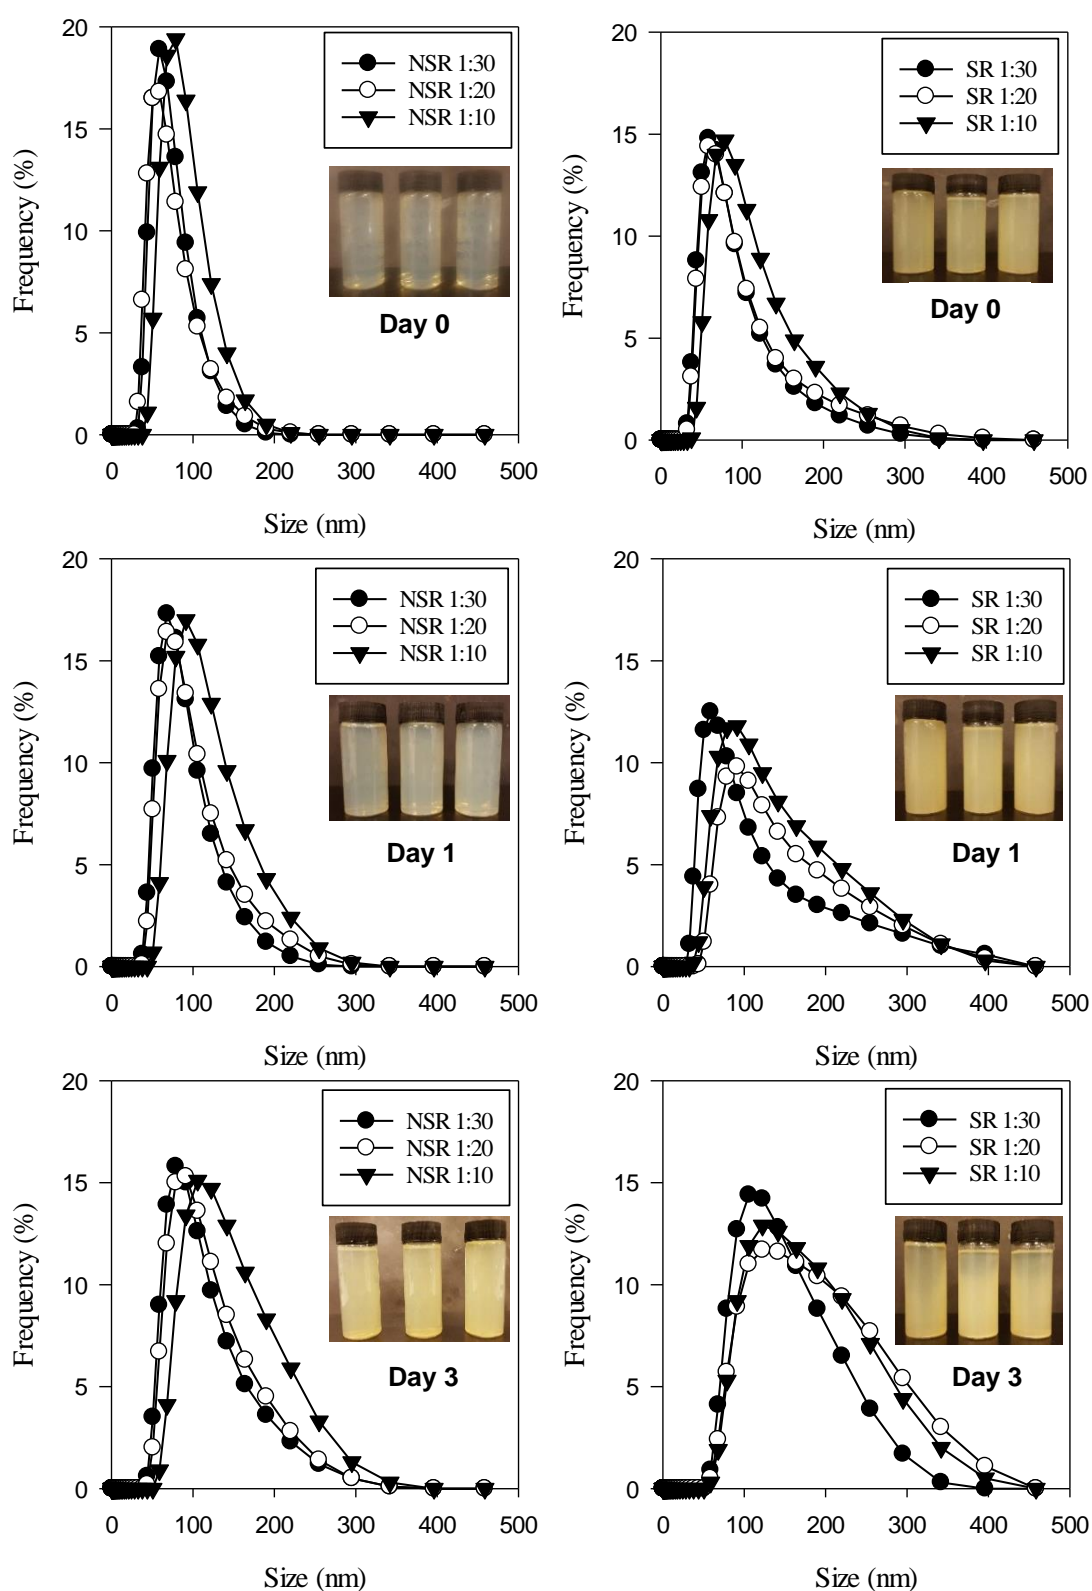 20
15
10
5
0
Frequency (%)
NSR 1:30
NSR 1:20
NSR 1:10
Day 0
0 100 200 300 400 500
Size (nm)
20
15
10
5
0
Frequency (%)
SR 1:30
SR 1:20
SR 1:10
Day 0
0 100 200 300 400 500
Size (nm)
20
15
10
5
0
Frequency (%)
NSR 1:30
NSR 1:20
NSR 1:10
Day 1
0 100 200 300 400 500
Size (nm)
20
15
10
5
0
Frequency (%)
SR 1:30
SR 1:20
SR 1:10
Day 1
0 100 200 300 400 500
Size (nm)
20
15
10
5
0
Frequency (%)
NSR 1:30
NSR 1:20
NSR 1:10
Day 3
0 100 200 300 400 500
Size (nm)
20
15
10
5
0
Frequency (%)
SR 1:30
SR 1:20
SR 1:10
Day 3
0 100 200 300 400 500
Size (nm)